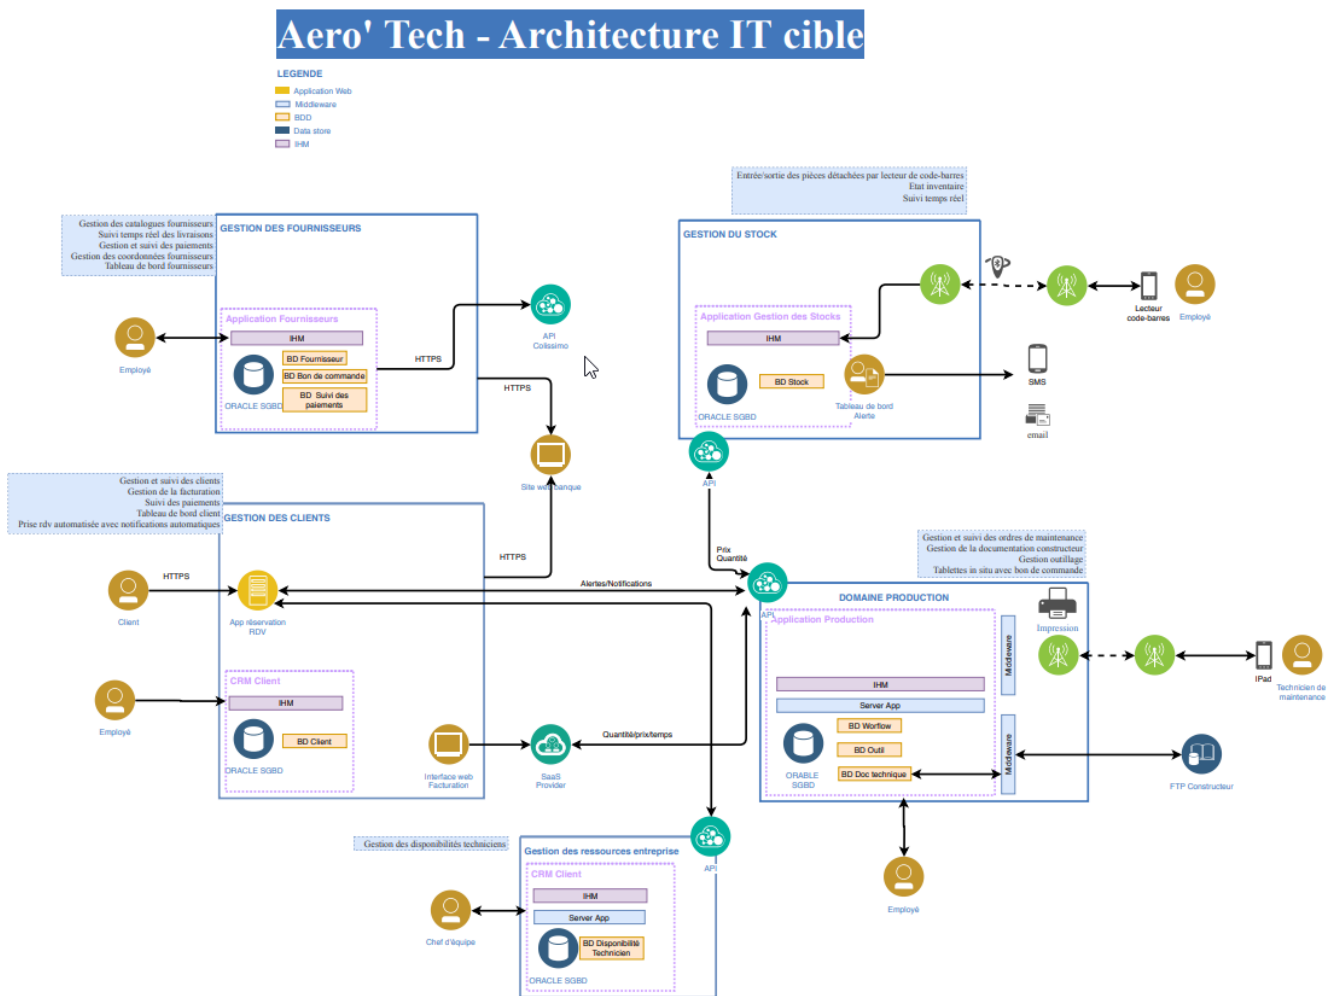 Aero' Tech - Architecture IT cible
LEGENDE
Application Web
Middleware
BDD
Data store
IHM
Gestion des catalogues fournisseurs
Suivi temps réel des livraisons
Gestion et suivi des paiements
Gestion des coordonnées fournisseurs
Tableau de bord fournisseurs
GESTION DES FOURNISSEURS
Application Fournisseurs
IHM
BD Fournisseur
BD Bon de commande
BD Suivi des
paiements
ORACLE SGBD
Employé
HTTPS
API
Colissimo
HTTPS
Site web banque
Entrée/sortie des pièces détachées par lecteur de code-barres
Etat inventaire
Suivi temps réel
GESTION DU STOCK
Application Gestion des Stocks
IHM
BD Stock
ORACLE SGBD
Tableau de bord
Alerte
Lecteur
code-barres
Employé
SMS
email
API
Prix
Quantité
Gestion et suivi des clients
Gestion de la facturation
Suivi des paiements
Tableau de bord client
Prise rdv automatisée avec notifications automatiques
GESTION DES CLIENTS
HTTPS
HTTPS
Client
App réservation
RDV
Alertes/Notifications
CRM Client
IHM
BD Client
ORACLE SGBD
Employé
Interface web
Facturation
SaaS
Provider
Quantité/prix/temps
Gestion et suivi des ordres de maintenance
Gestion de la documentation constructeur
Gestion outillage
Tablettes in situ avec bon de commande
DOMAINE PRODUCTION
API
Application Production
Impression
Middleware
IHM
Server App
BD Worflow
BD Outil
BD Doc technique
ORABLE
SGBD
Middleware
IPad
Technicien de
maintenance
FTP Constructeur
Employé
Gestion des disponibilités techniciens
Gestion des ressources entreprise
API
CRM Client
IHM
Server App
BD Disponibilité
Technicien
ORACLE SGBD
Chef d'équipe